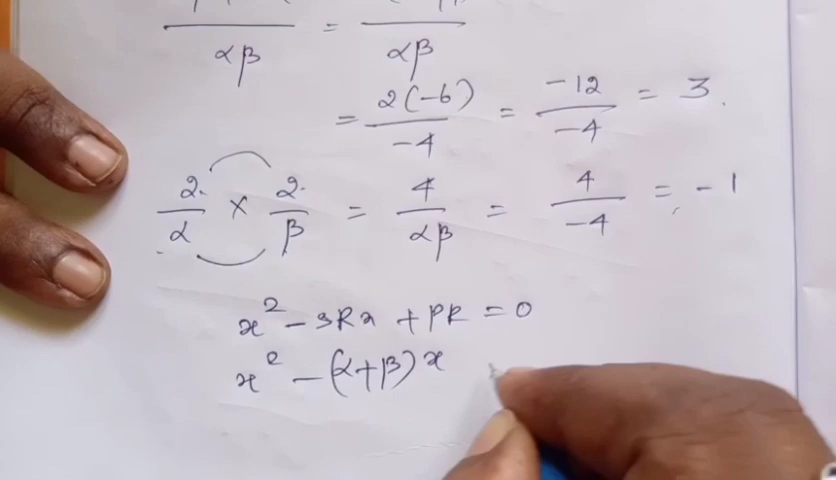 αβ = αβ
= 2(-6)/-4 = -12/-4 = 3.
2/α × 2/β = 4/αβ = 4/-4 = -1
x² - SRx + PR = 0
x² - (α+β)x